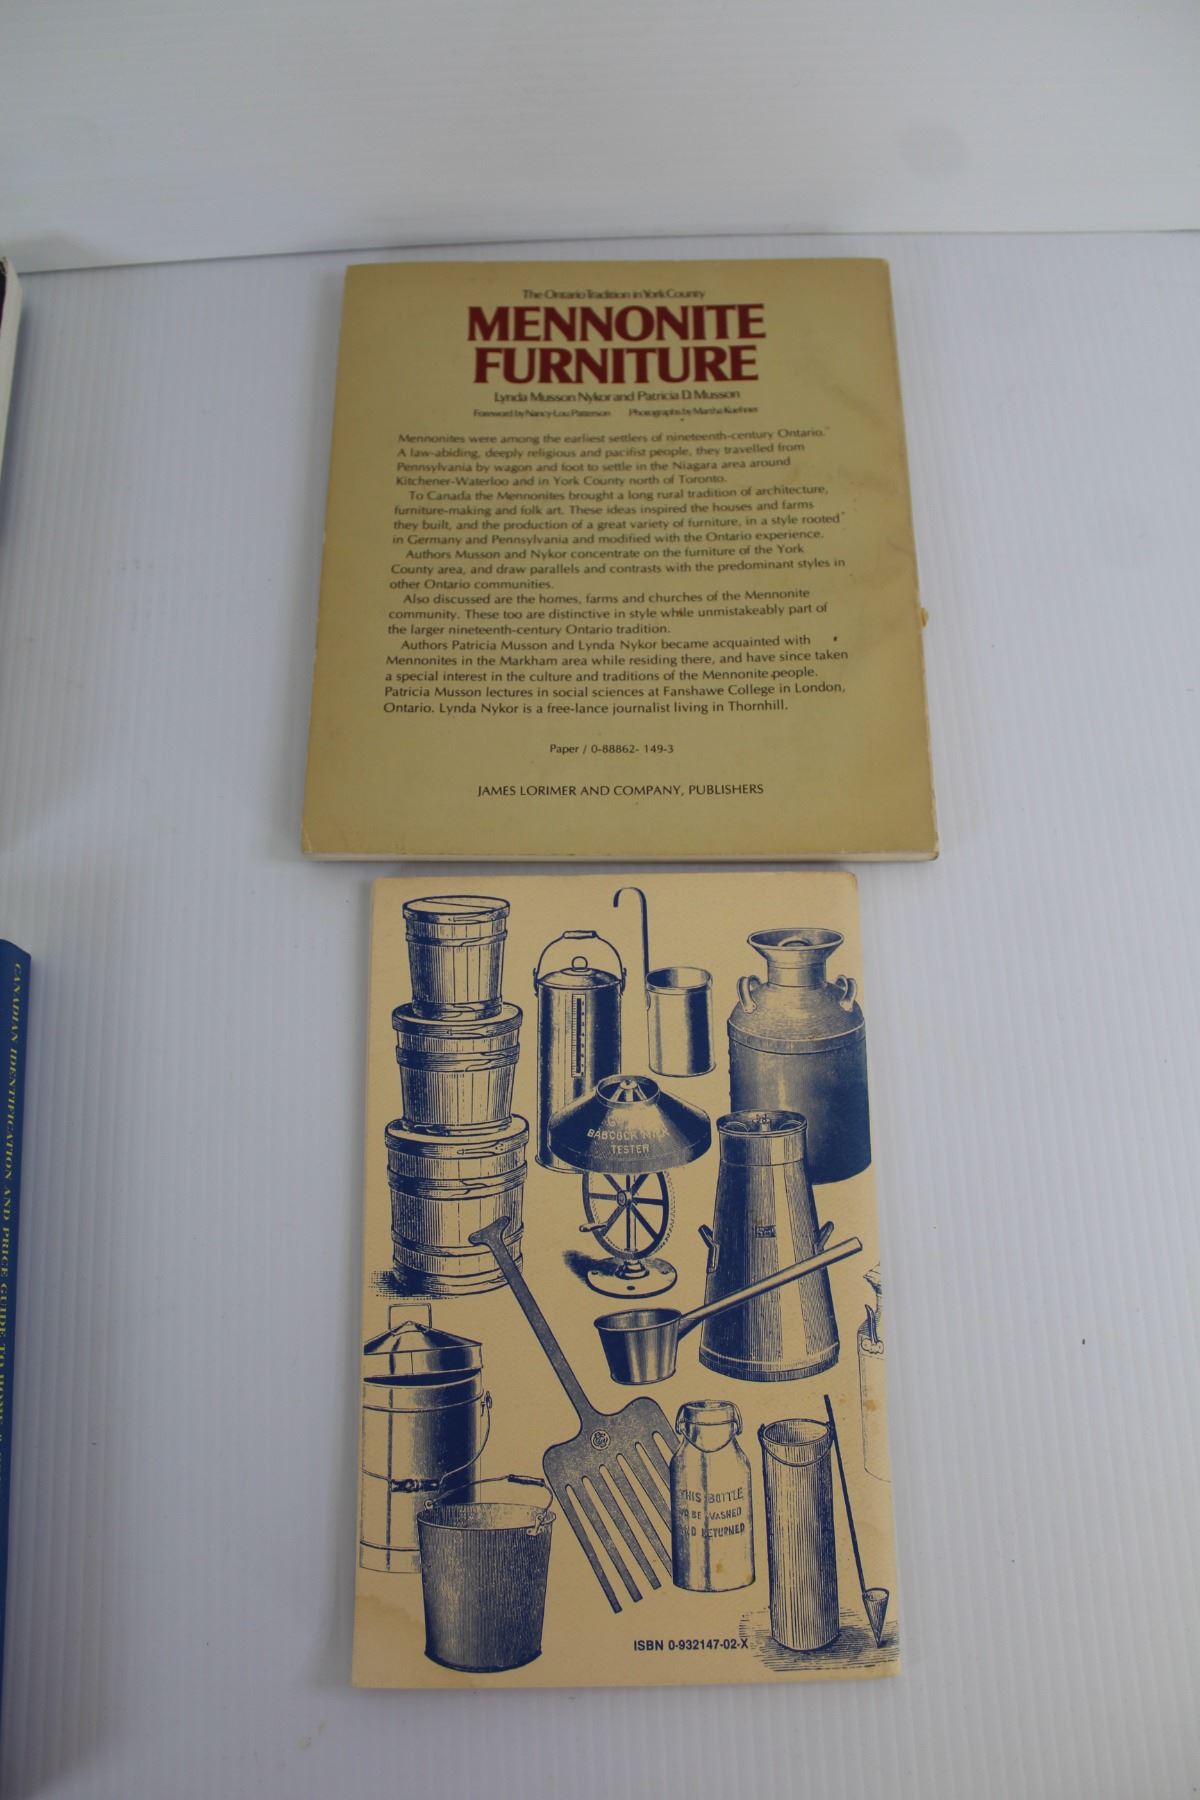 The Ontario Tradition in York County
MENNONITE
FURNITURE
Lynda Musson Nykor and Patricia D. Musson
Foreword by Nancy-Lou Patterson Photographs by Martha Kuehner
Mennonites were among the earliest settlers of nineteenth-century Ontario.
A law-abiding, deeply religious and pacifist people, they travelled from
Pennsylvania by wagon and foot to settle in the Niagara area around
Kitchener-Waterloo and in York County north of Toronto.
To Canada the Mennonites brought a long rural tradition of architecture,
furniture-making and folk art. These ideas inspired the houses and farms
they built, and the production of a great variety of furniture, in a style rooted
in Germany and Pennsylvania and modified with the Ontario experience.
Authors Musson and Nykor concentrate on the furniture of the York
County area, and draw parallels and contrasts with the predominant styles in
other Ontario communities.
Also discussed are the homes, farms and churches of the Mennonite
community. These too are distinctive in style while unmistakeably part of
the larger nineteenth-century Ontario tradition.
Authors Patricia Musson and Lynda Nykor became acquainted with
Mennonites in the Markham area while residing there, and have since taken
a special interest in the culture and traditions of the Mennonite people.
Patricia Musson lectures in social sciences at Fanshawe College in London,
Ontario. Lynda Nykor is a free-lance journalist living in Thornhill.
Paper / 0-88862- 149-3
JAMES LORIMER AND COMPANY, PUBLISHERS
CANADIAN IDENTIFICATION AND PRICE GUIDE TO HOME
BABCOCK MILK
TESTER
THIS BOTTLE
TO BE WASHED
AND RETURNED
ISBN 0-932147-02-X